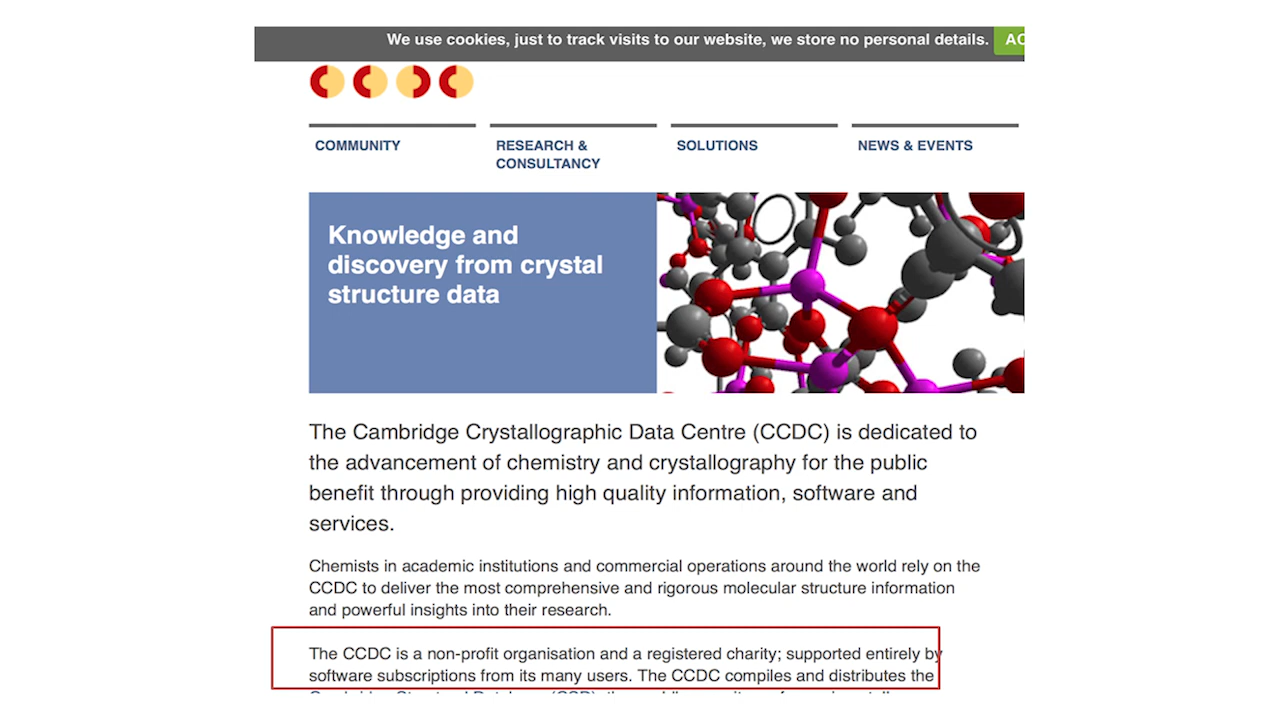 We use cookies, just to track visits to our website, we store no personal details.
COMMUNITY
RESEARCH &
CONSULTANCY
SOLUTIONS
NEWS & EVENTS
Knowledge and
discovery from crystal
structure data
The Cambridge Crystallographic Data Centre (CCDC) is dedicated to
the advancement of chemistry and crystallography for the public
benefit through providing high quality information, software and
services.
Chemists in academic institutions and commercial operations around the world rely on the
CCDC to deliver the most comprehensive and rigorous molecular structure information
and powerful insights into their research.
The CCDC is a non-profit organisation and a registered charity; supported entirely by
software subscriptions from its many users. The CCDC compiles and distributes the